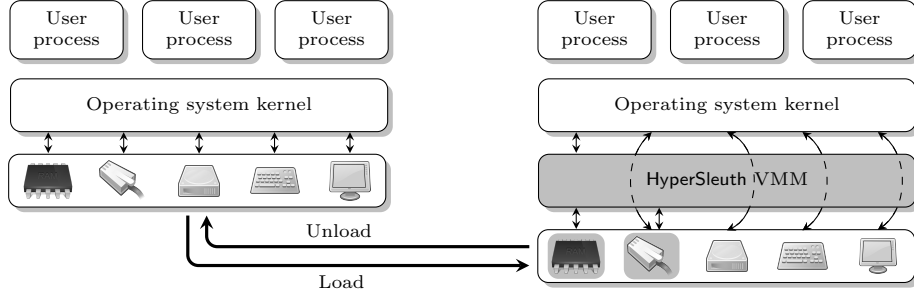 User
process
User
process
User
process
Operating system kernel
User
process
User
process
User
process
Operating system kernel
HyperSleuth VMM
Unload
Load